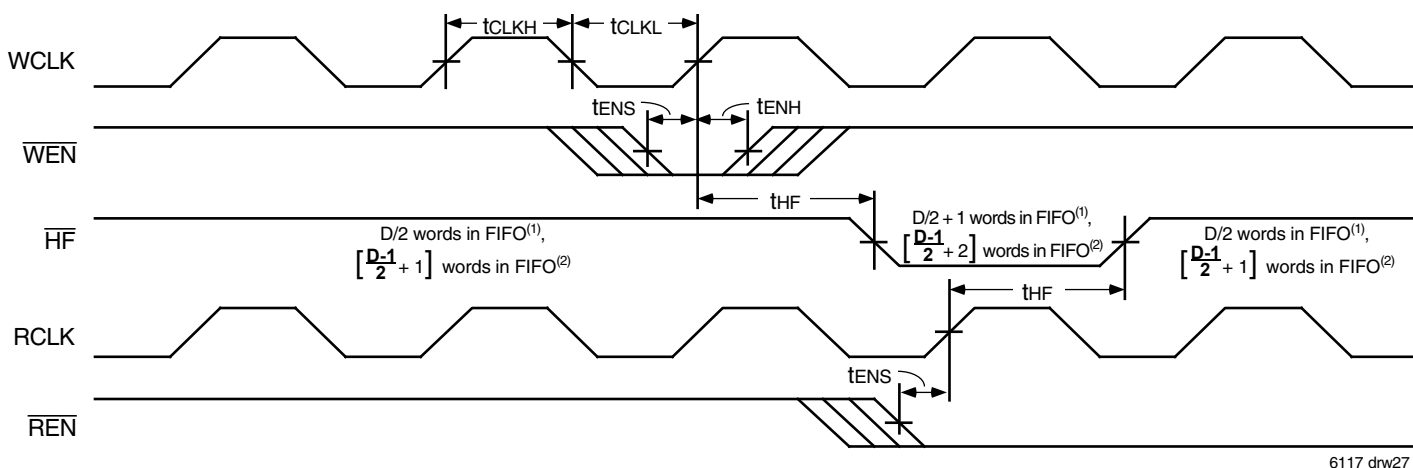 tCLKH
tCLKL
WCLK
tENS
tENH
WEN
tHF
HF
D/2 words in FIFO(1),
[D-1/2 + 1] words in FIFO(2)
D/2 + 1 words in FIFO(1),
[D-1/2 + 2] words in FIFO(2)
D/2 words in FIFO(1),
[D-1/2 + 1] words in FIFO(2)
tHF
RCLK
tENS
REN
6117 drw27